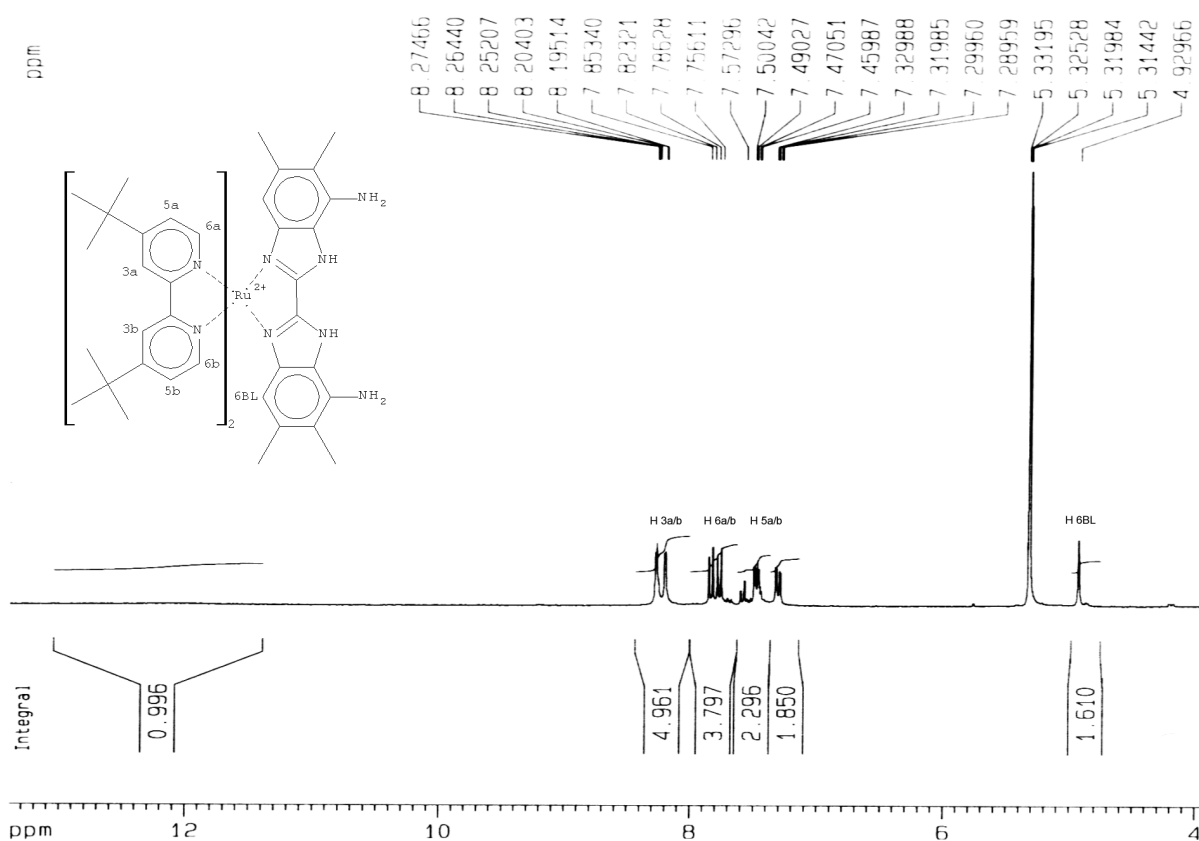 ppm
8.27466
8.26440
8.25207
8.20403
8.19514
7.85340
7.82321
7.78628
7.75611
7.57296
7.50042
7.49027
7.47051
7.45987
7.32988
7.31985
7.29960
7.28959
5.33195
5.32528
5.31984
5.31442
4.92966
5a
6a
3a
N
N
NH
NH2
Ru2+
3b
N
N
NH
6b
5b
6BL
NH2
2
H 3a/b
H 6a/b
H 5a/b
H 6BL
Integral
0.996
4.961
3.797
2.296
1.850
1.610
ppm
12
10
8
6
4